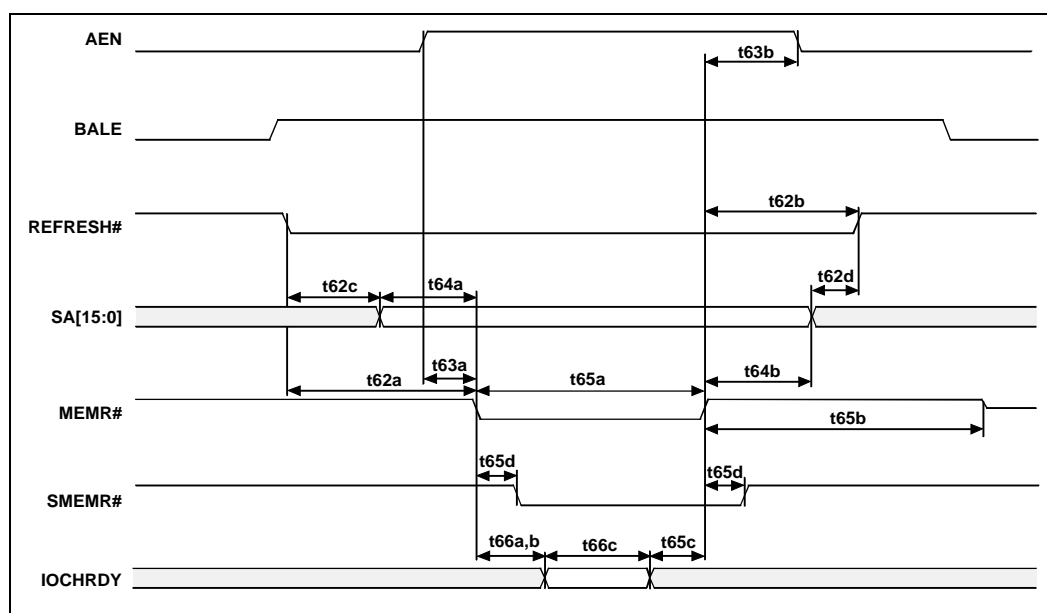 AEN
t63b
BALE
t62b
REFRESH#
t62c
t64a
t62d
SA[15:0]
t63a
t62a
t65a
t64b
MEMR#
t65b
t65d
t65d
SMEMR#
t66a,b
t66c
t65c
IOCHRDY